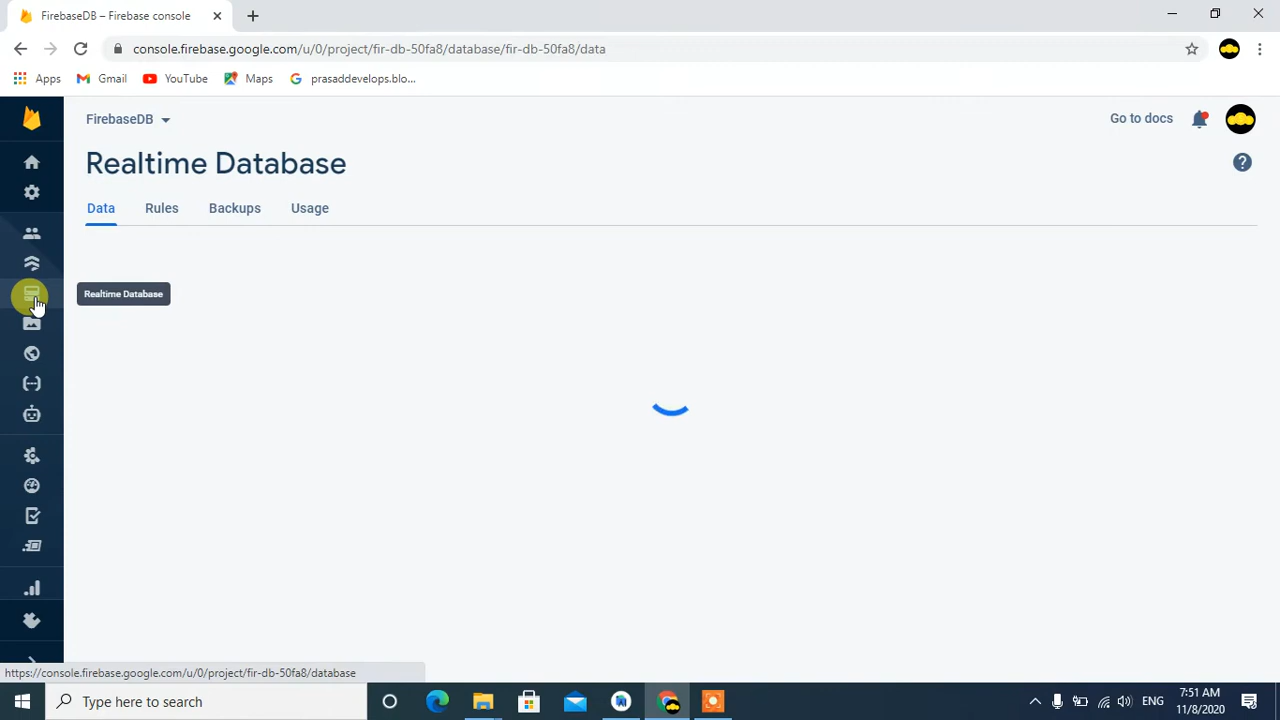 FirebaseDB – Firebase console
console.firebase.google.com/u/0/project/fir-db-50fa8/database/fir-db-50fa8/data
Apps Gmail YouTube Maps prasaddevelops.blo...
FirebaseDB Go to docs
Realtime Database
Data Rules Backups Usage
Realtime Database
https://console.firebase.google.com/u/0/project/fir-db-50fa8/database
Type here to search
ENG
7:51 AM
11/8/2020